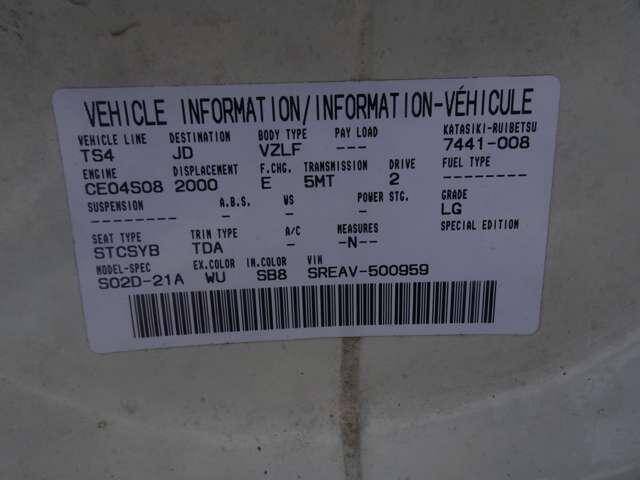 VEHICLE INFORMATION/INFORMATION-VÉHICULE
VEHICLE LINE DESTINATION BODY TYPE PAY LOAD KATASIKI-RUIBETSU
TS4 JD VZLF ------- 7441-008
ENGINE DISPLACEMENT F.CHG. TRANSMISSION DRIVE FUEL TYPE
CE04S08 2000 E 5MT 2 --------
SUSPENSION A.B.S. WS POWER STG. GRADE
-------- - - - LG
SEAT TYPE TRIM TYPE A/C MEASURES SPECIAL EDITION
STCSYB TDA - -N--
MODEL-SPEC EX.COLOR IN.COLOR VIN
S02D-21A WU SB8 SREAV-500959